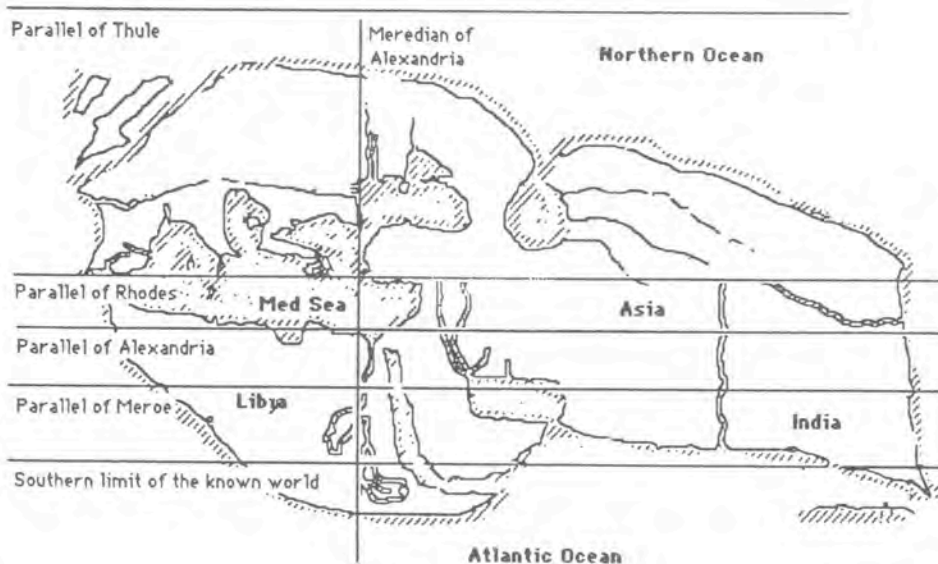 Parallel of Thule
Meredian of
Alexandria
Northern Ocean
Parallel of Rhodes
Med Sea
Asia
Parallel of Alexandria
Parallel of Meroe
Libya
India
Southern limit of the known world
Atlantic Ocean